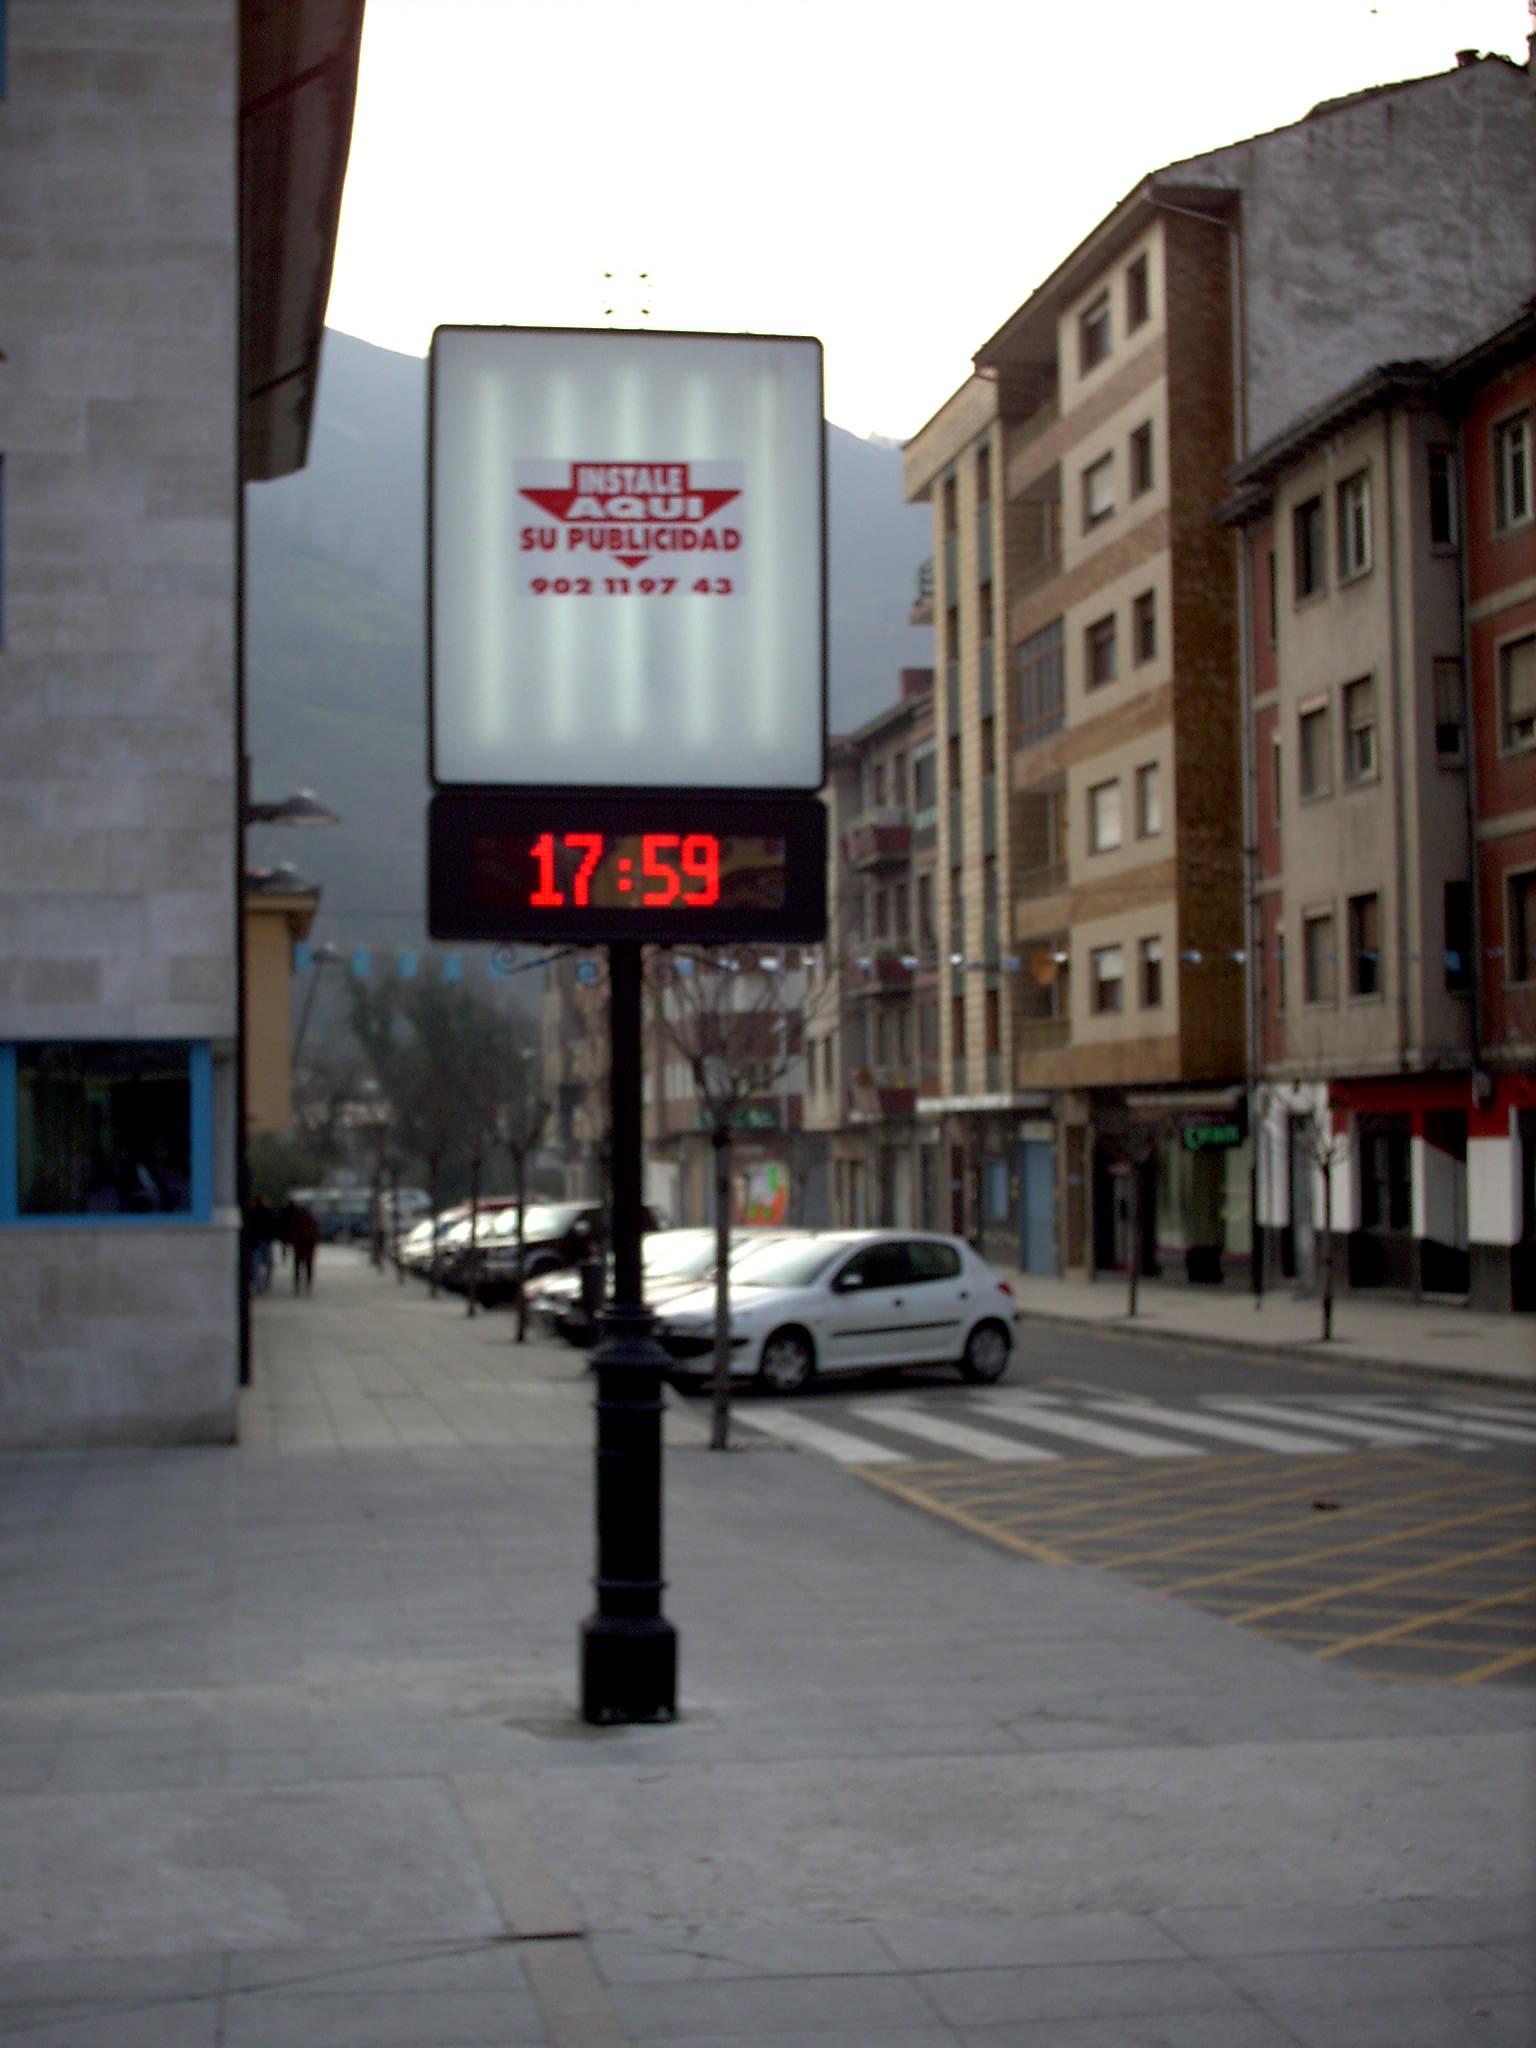 INSTALE
AQUI
SU PUBLICIDAD
902 11 97 43
17:59